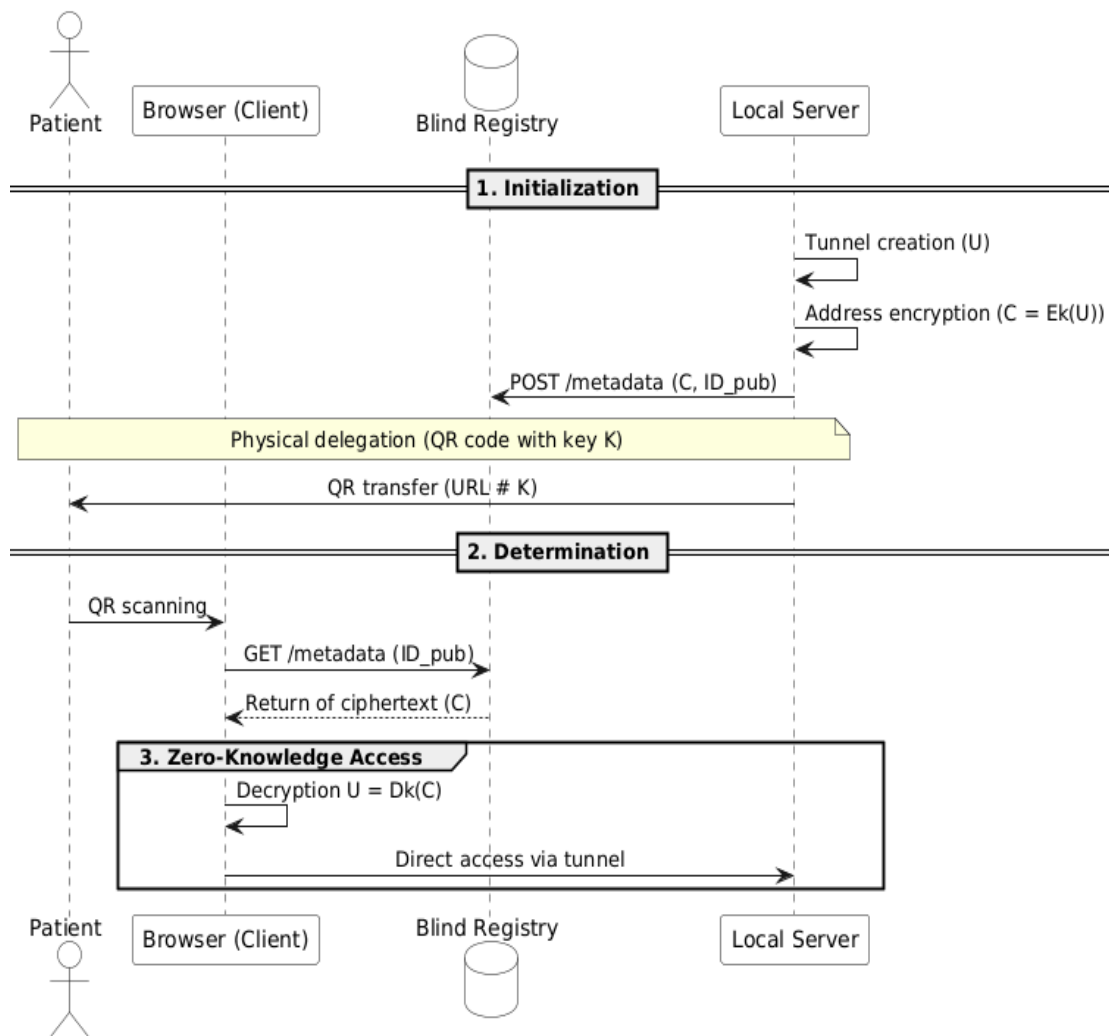 Patient
Browser (Client)
Blind Registry
Local Server
1. Initialization
Tunnel creation (U)
Address encryption (C = Ek(U))
POST /metadata (C, ID_pub)
Physical delegation (QR code with key K)
QR transfer (URL # K)
2. Determination
QR scanning
GET /metadata (ID_pub)
Return of ciphertext (C)
3. Zero-Knowledge Access
Decryption U = Dk(C)
Direct access via tunnel
Patient
Browser (Client)
Blind Registry
Local Server